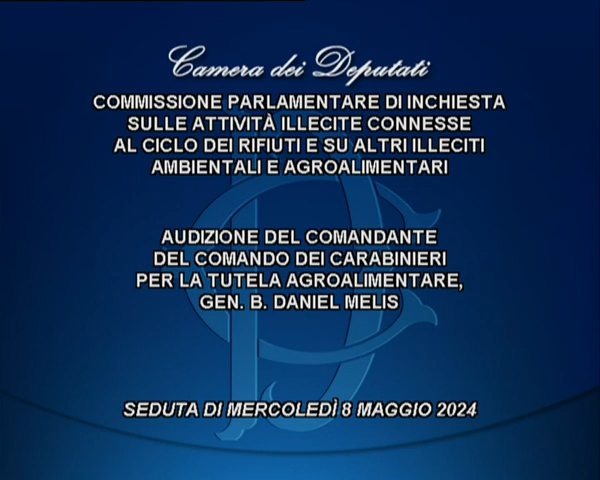 Camera dei Deputati
COMMISSIONE PARLAMENTARE DI INCHIESTA
SULLE ATTIVITÀ ILLECITE CONNESSE
AL CICLO DEI RIFIUTI E SU ALTRI ILLECITI
AMBIENTALI E AGROALIMENTARI
AUDIZIONE DEL COMANDANTE
DEL COMANDO DEI CARABINIERI
PER LA TUTELA AGROALIMENTARE,
GEN. B. DANIEL MELIS
SEDUTA DI MERCOLEDÌ 8 MAGGIO 2024